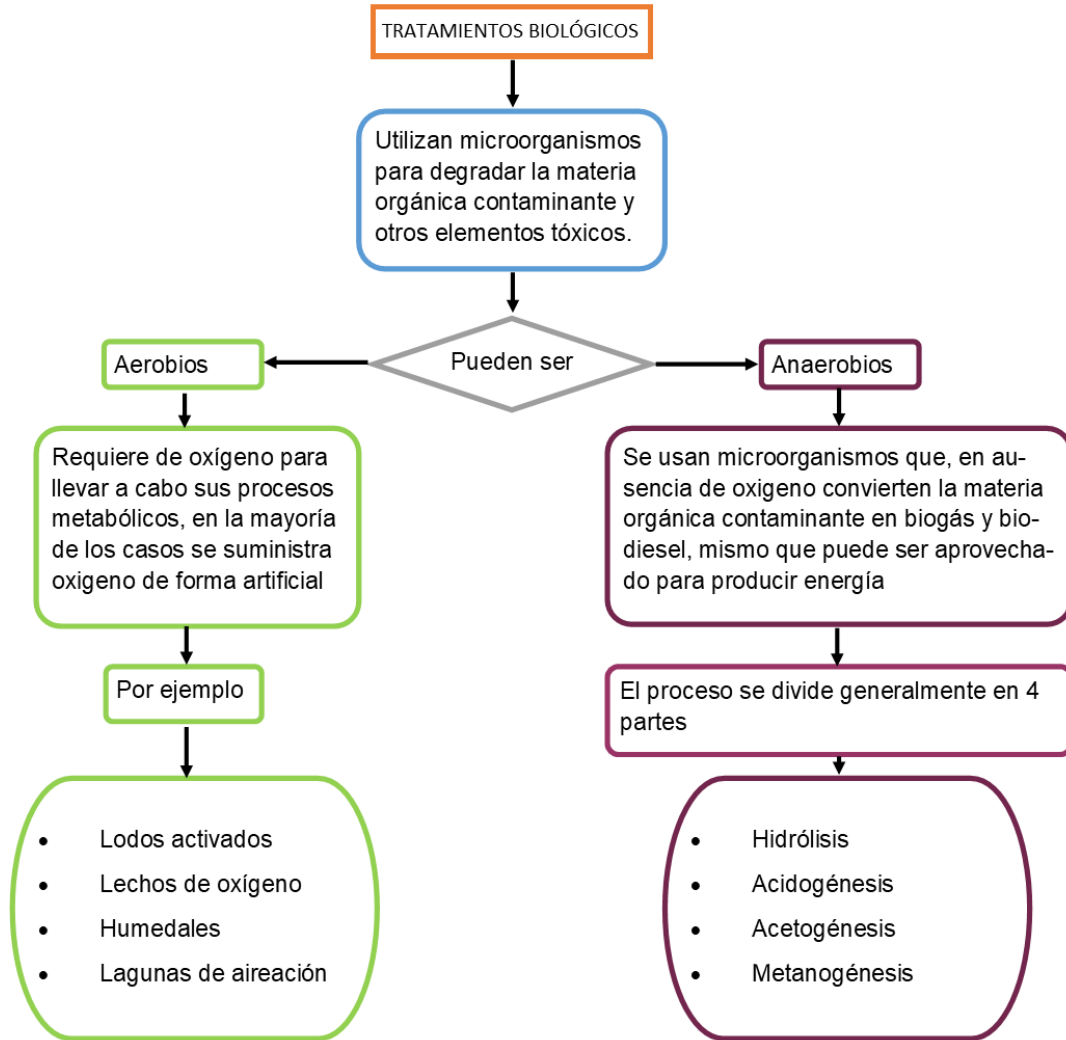 TRATAMIENTOS BIOLÓGICOS
Utilizan microorganismos
para degradar la materia
orgánica contaminante y
otros elementos tóxicos.
Pueden ser
Aerobios
Requiere de oxígeno para
llevar a cabo sus procesos
metabólicos, en la mayoría
de los casos se suministra
oxigeno de forma artificial
Por ejemplo
• Lodos activados
• Lechos de oxígeno
• Humedales
• Lagunas de aireación
Anaerobios
Se usan microorganismos que, en au-
sencia de oxigeno convierten la materia
orgánica contaminante en biogás y bio-
diesel, mismo que puede ser aprovecha-
do para producir energía
El proceso se divide generalmente en 4
partes
• Hidrólisis
• Acidogénesis
• Acetogénesis
• Metanogénesis